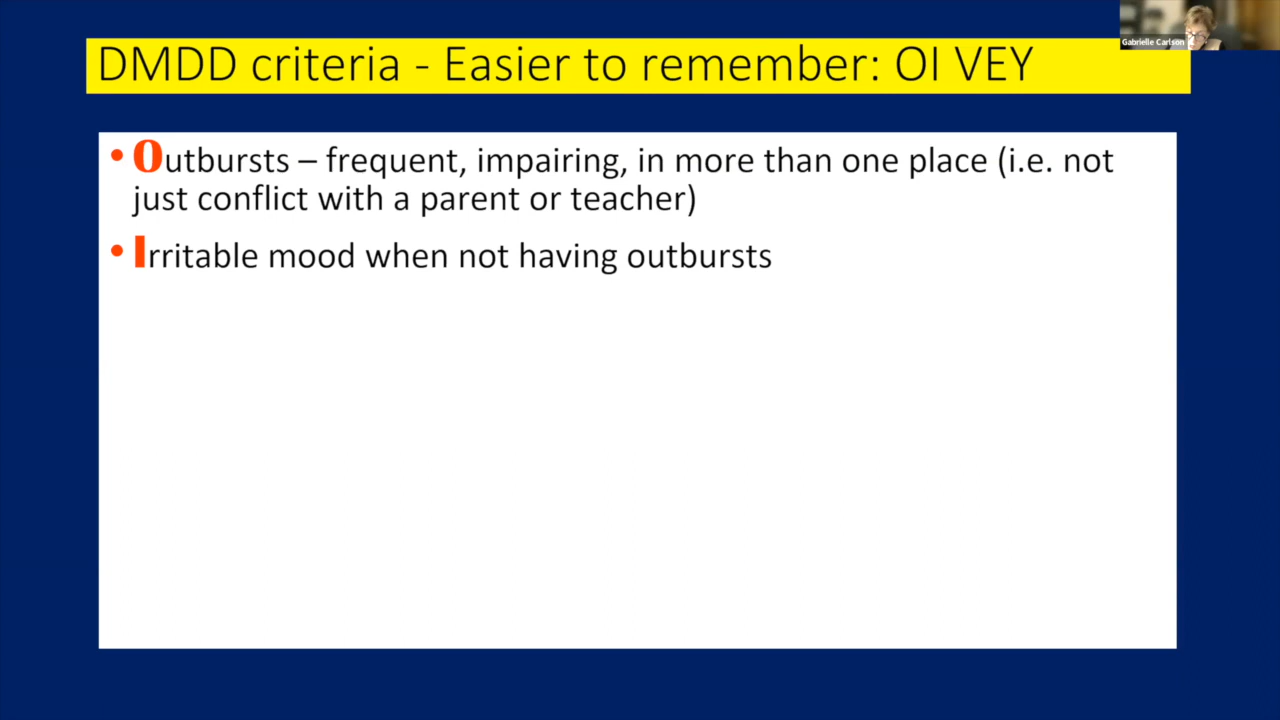 Gabrielle Carlson
DMDD criteria - Easier to remember: OI VEY
• Outbursts – frequent, impairing, in more than one place (i.e. not
just conflict with a parent or teacher)
• Irritable mood when not having outbursts